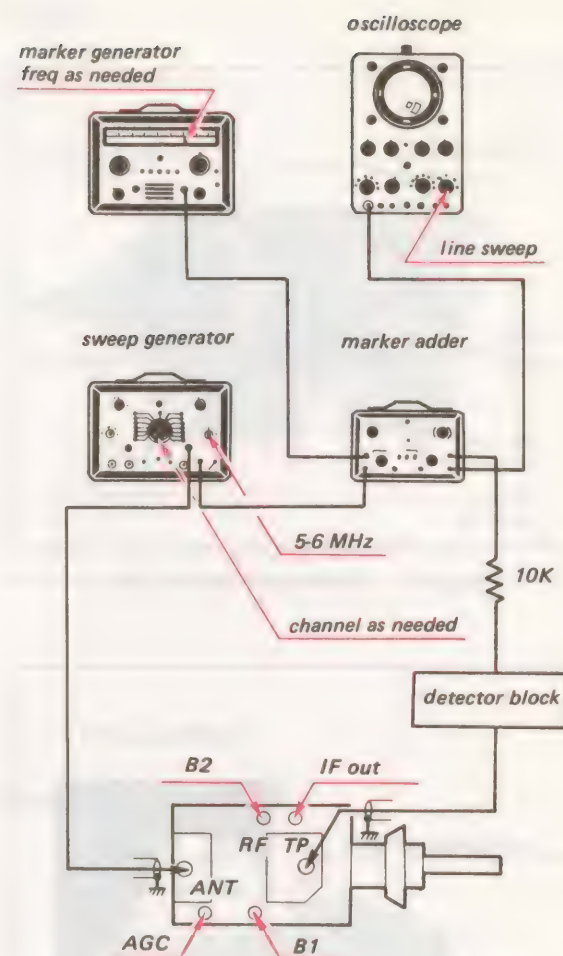 oscilloscope
marker generator
freq as needed
line sweep
sweep generator
marker adder
5-6 MHz
10K
channel as needed
detector block
B2
IF out
RF TP
ANT
AGC
B1